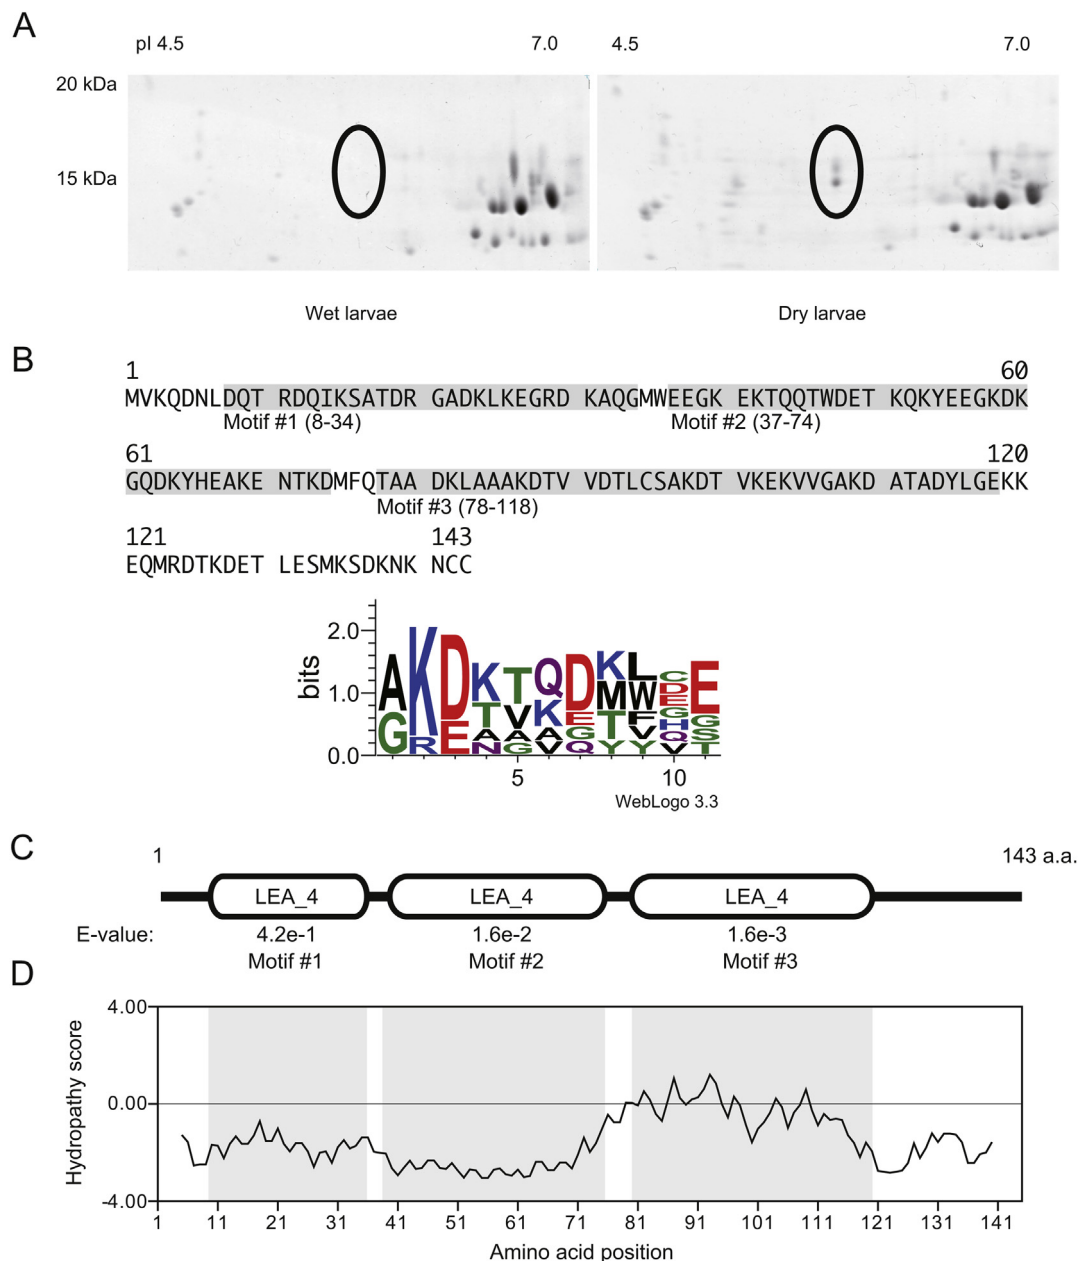 A
pI 4.5 7.0 4.5 7.0
20 kDa
15 kDa
Wet larvae Dry larvae
B
1 60
MVKQDNLDQT RDQIKSATDR GADKLKEGRD KAQGMWEEGK EKTQQTWDET KQKYEEGKDK
Motif #1 (8-34) Motif #2 (37-74)
61 120
GQDKYHEAKE NTKDMFQTAA DKLAAAKDTV VDTLCSAKDT VKEKVVGAKD ATADYLGEKK
Motif #3 (78-118)
121 143
EQMRDTKDET LESMKSDKNK NCC
bits
2.0
1.0
0.0
A K D K T Q D K L C E
G R E T V K E M W D G
A A A G T F E S
N G V Q Y V G T
Y H
Q
V
5 10
WebLogo 3.3
C
1 143 a.a.
LEA_4 LEA_4 LEA_4
E-value: 4.2e-1 1.6e-2 1.6e-3
Motif #1 Motif #2 Motif #3
D
Hydropathy score
4.00
0.00
-4.00
1 11 21 31 41 51 61 71 81 91 101 111 121 131 141
Amino acid position